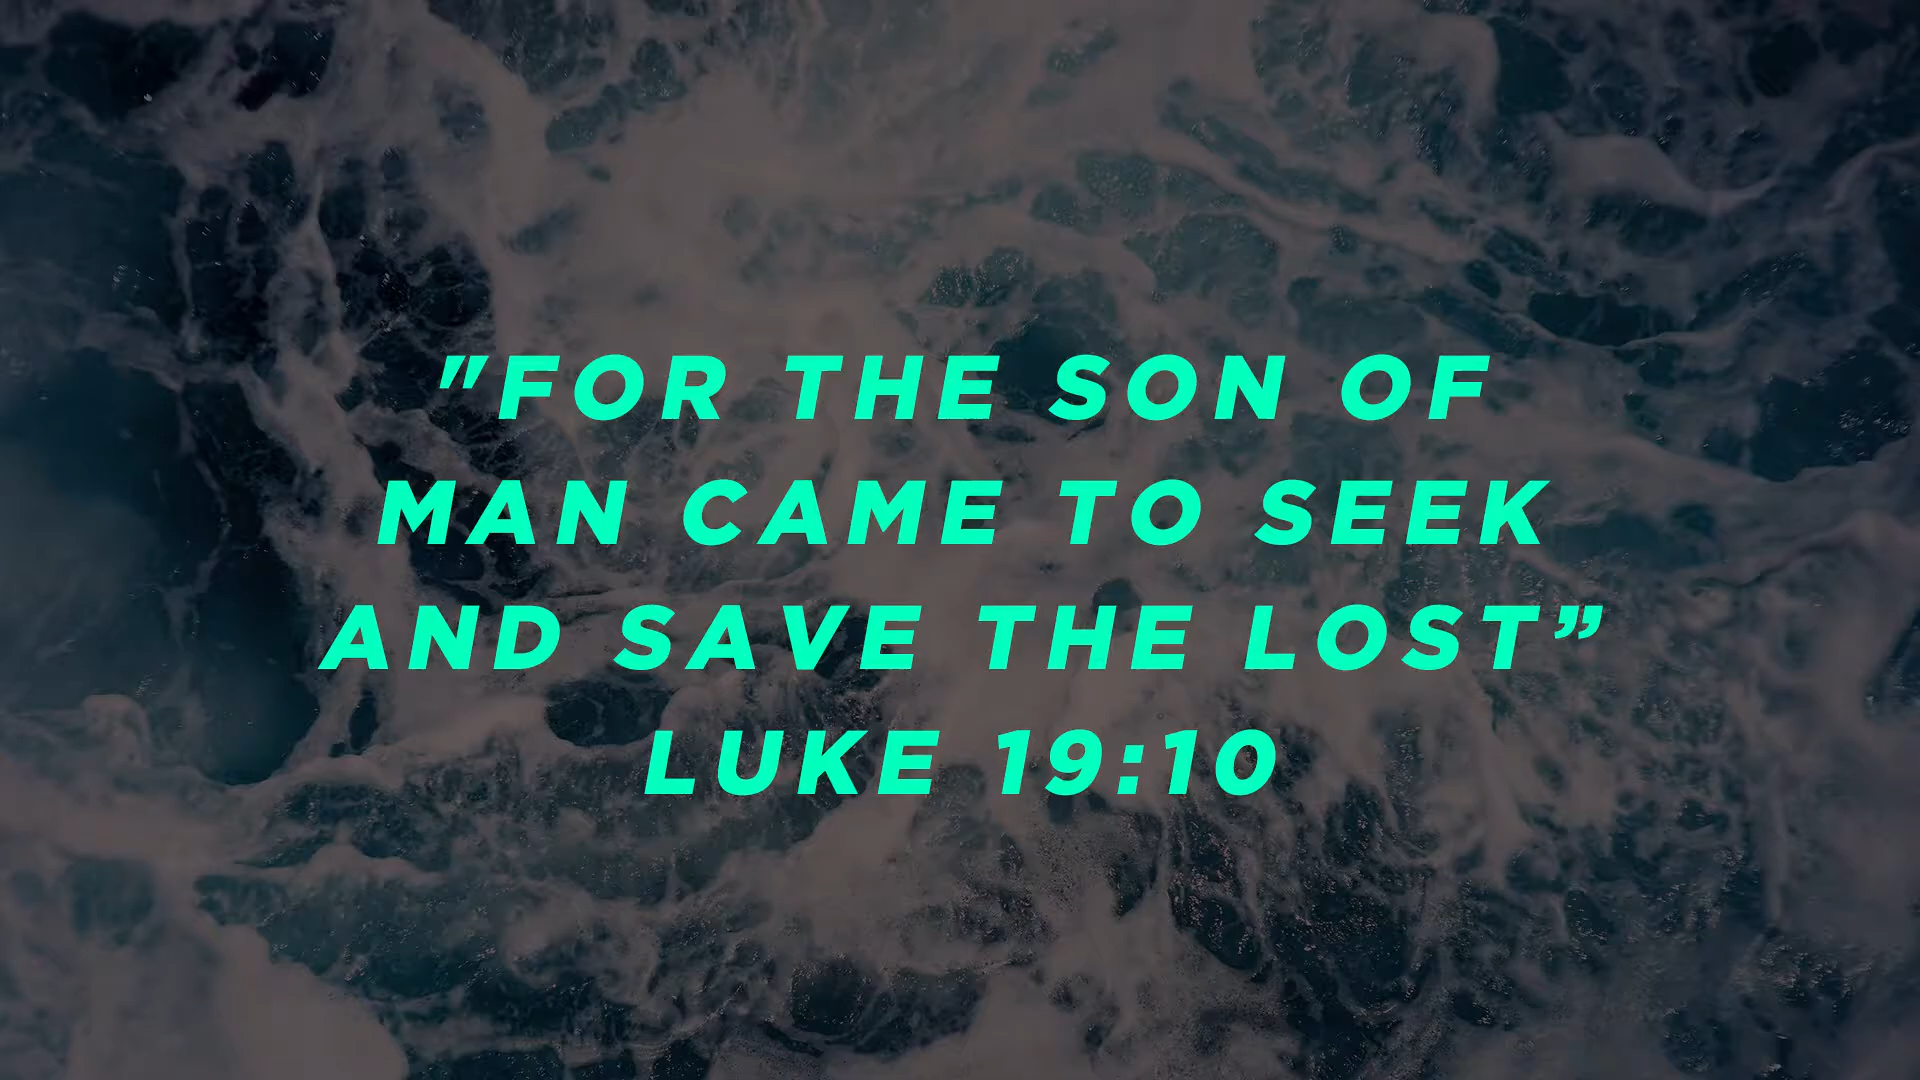 "FOR THE SON OF
MAN CAME TO SEEK
AND SAVE THE LOST”
LUKE 19:10